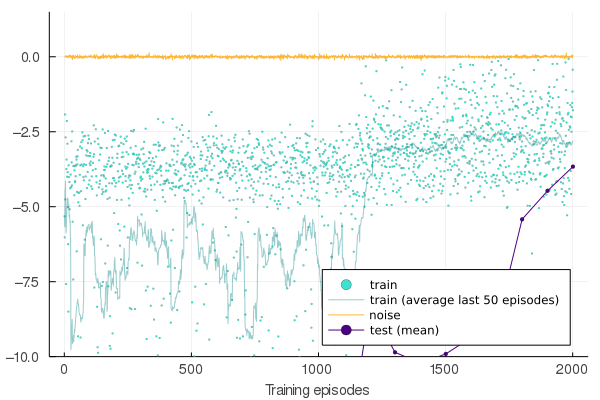 0.0
−2.5
−5.0
−7.5
−10.0
train
train (average last 50 episodes)
noise
test (mean)
0 500 1000 1500 2000
Training episodes